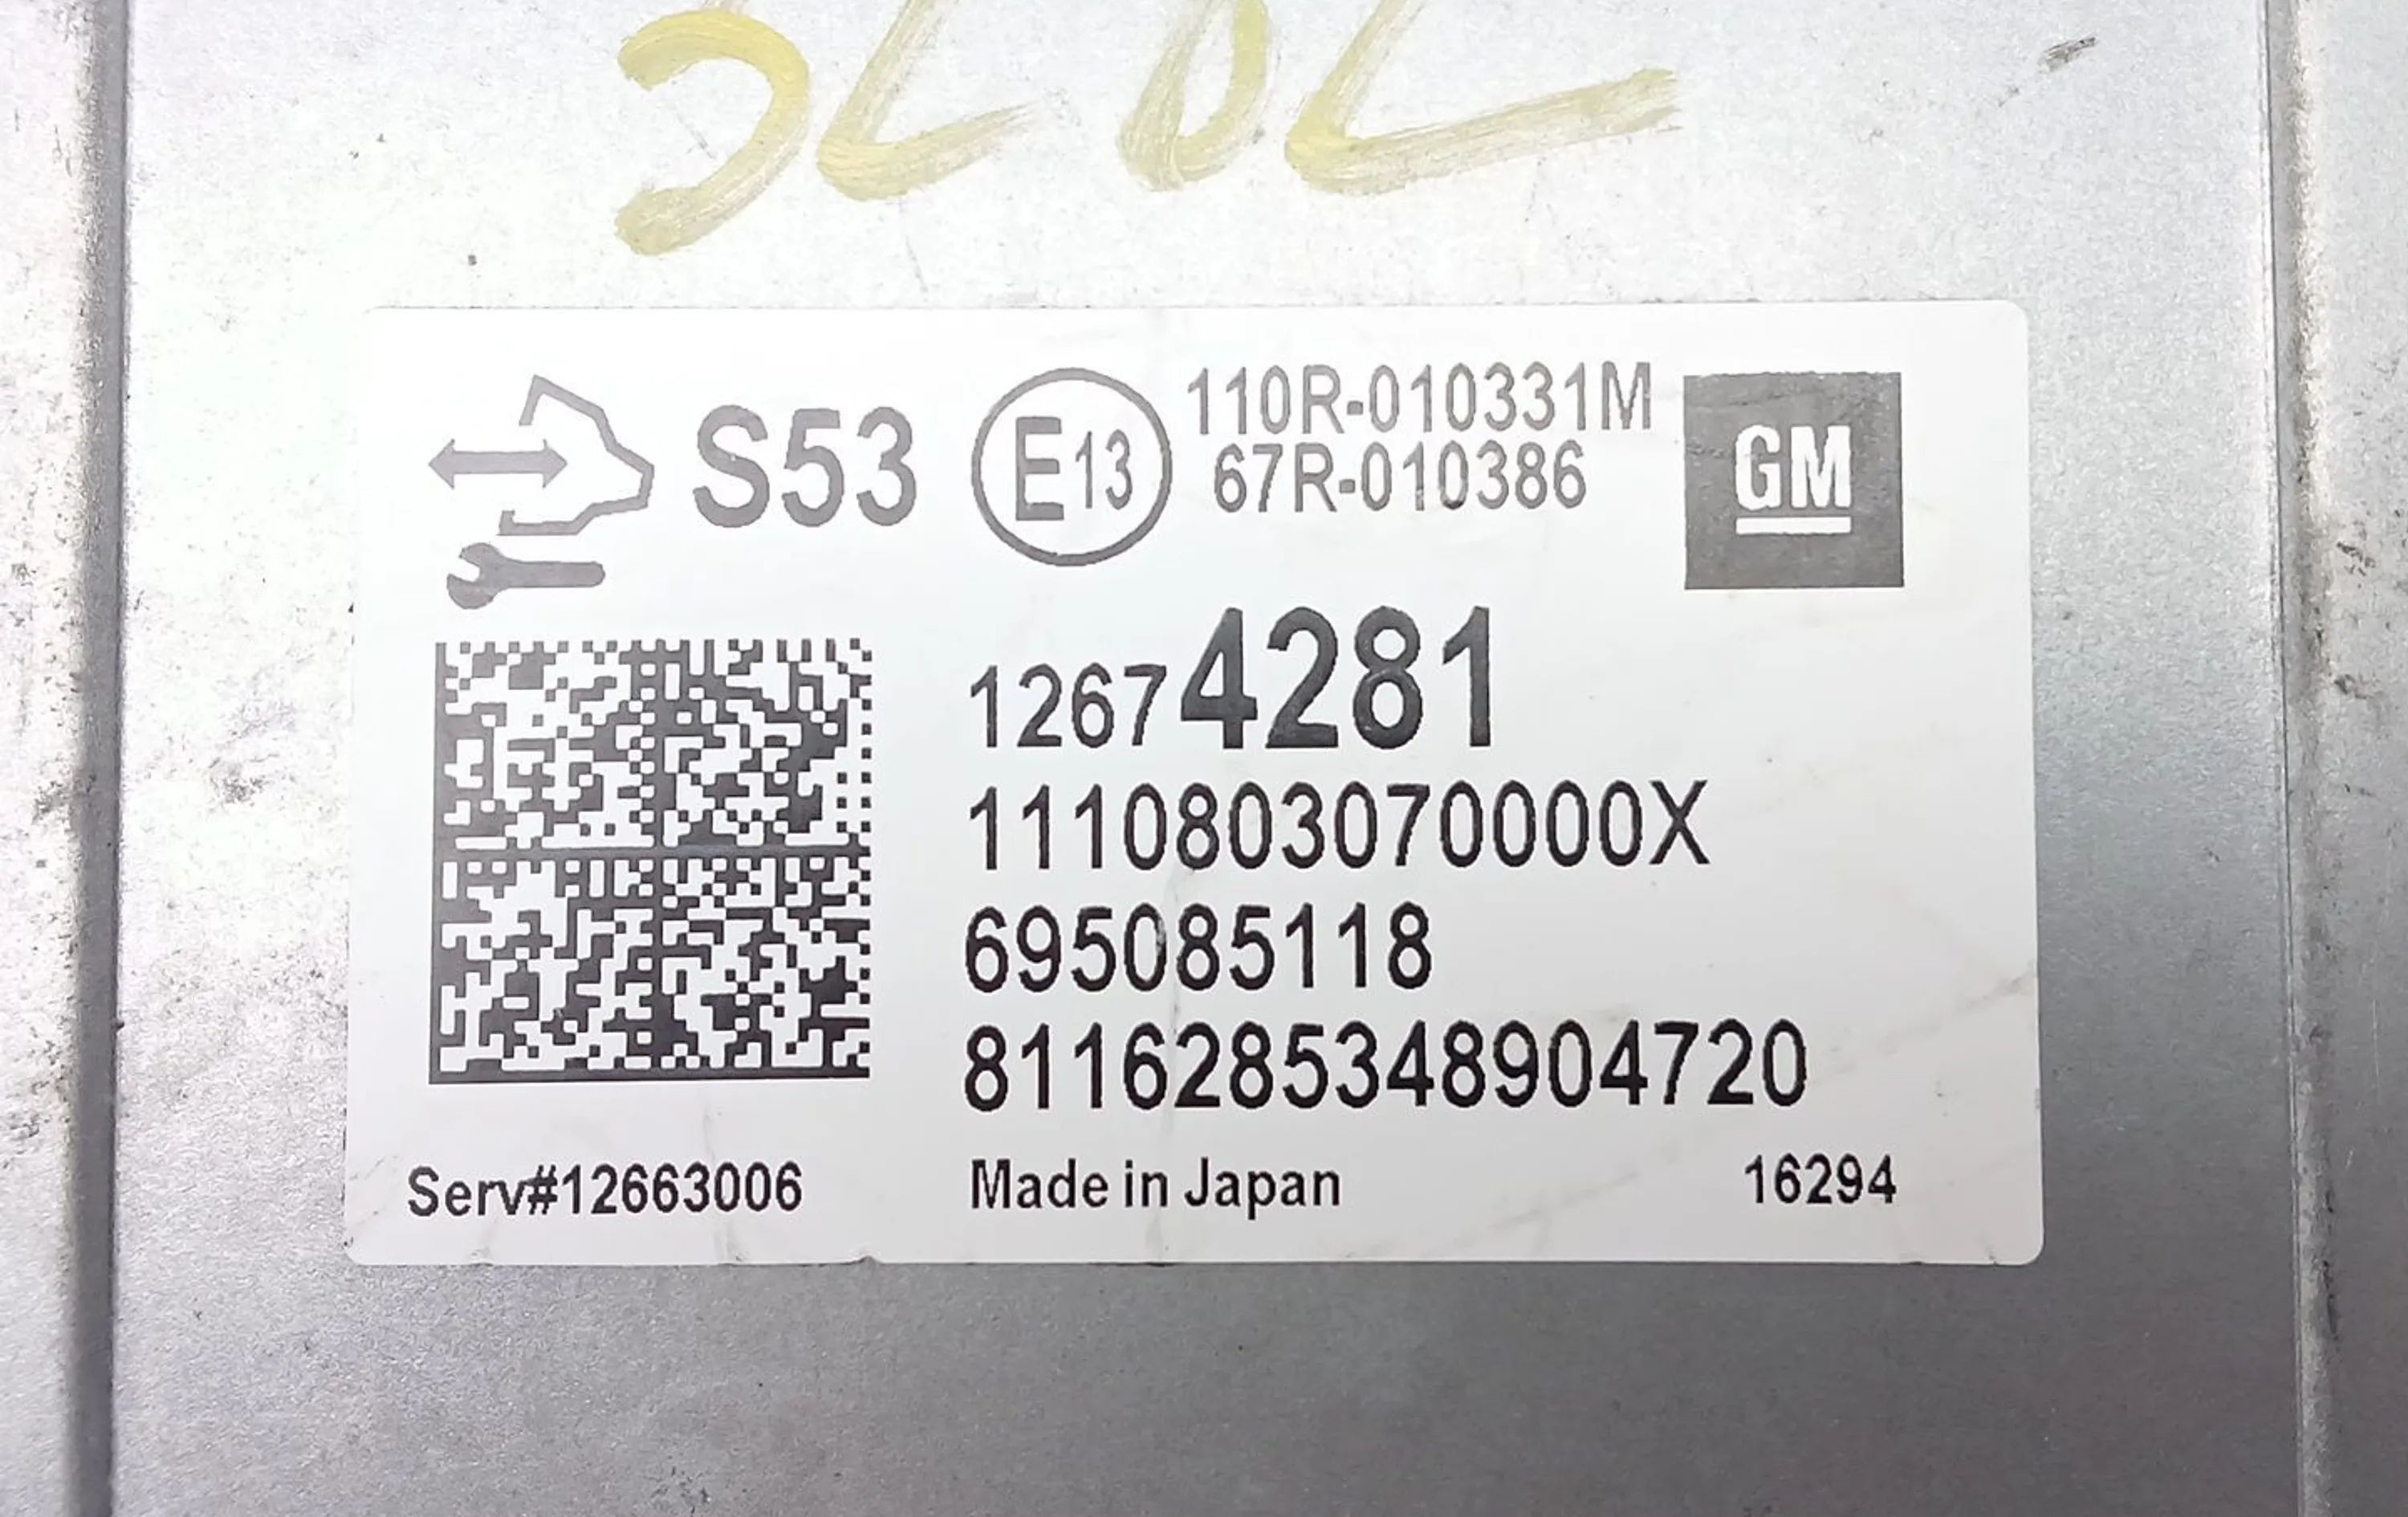 S53
E13
110R-010331M
67R-010386
GM
12674281
1110803070000X
695085118
8116285348904720
Serv#12663006
Made in Japan
16294